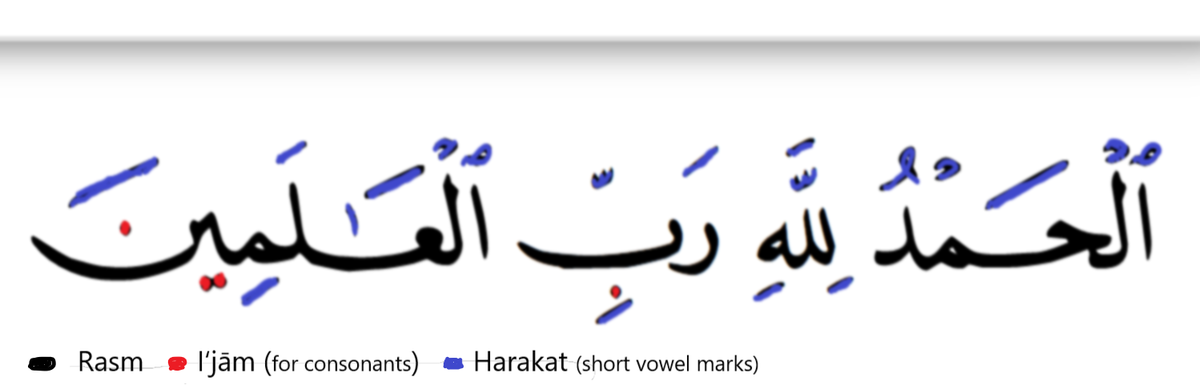 ٱلْحَمْدُ لِلَّهِ رَبِّ ٱلْعَـٰلَمِينَ
Rasm I‘jām (for consonants) Harakat (short vowel marks)